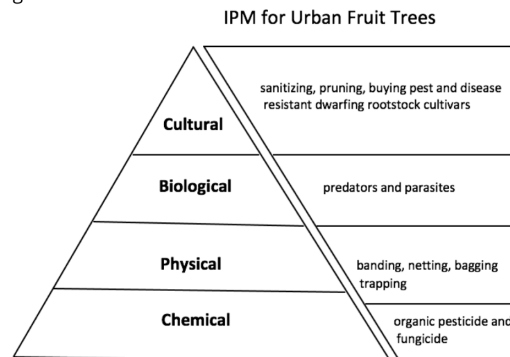 IPM for Urban Fruit Trees
sanitizing, pruning, buying pest and disease
resistant dwarfing rootstock cultivars
Cultural
Biological
predators and parasites
Physical
banding, netting, bagging
trapping
Chemical
organic pesticide and
fungicide